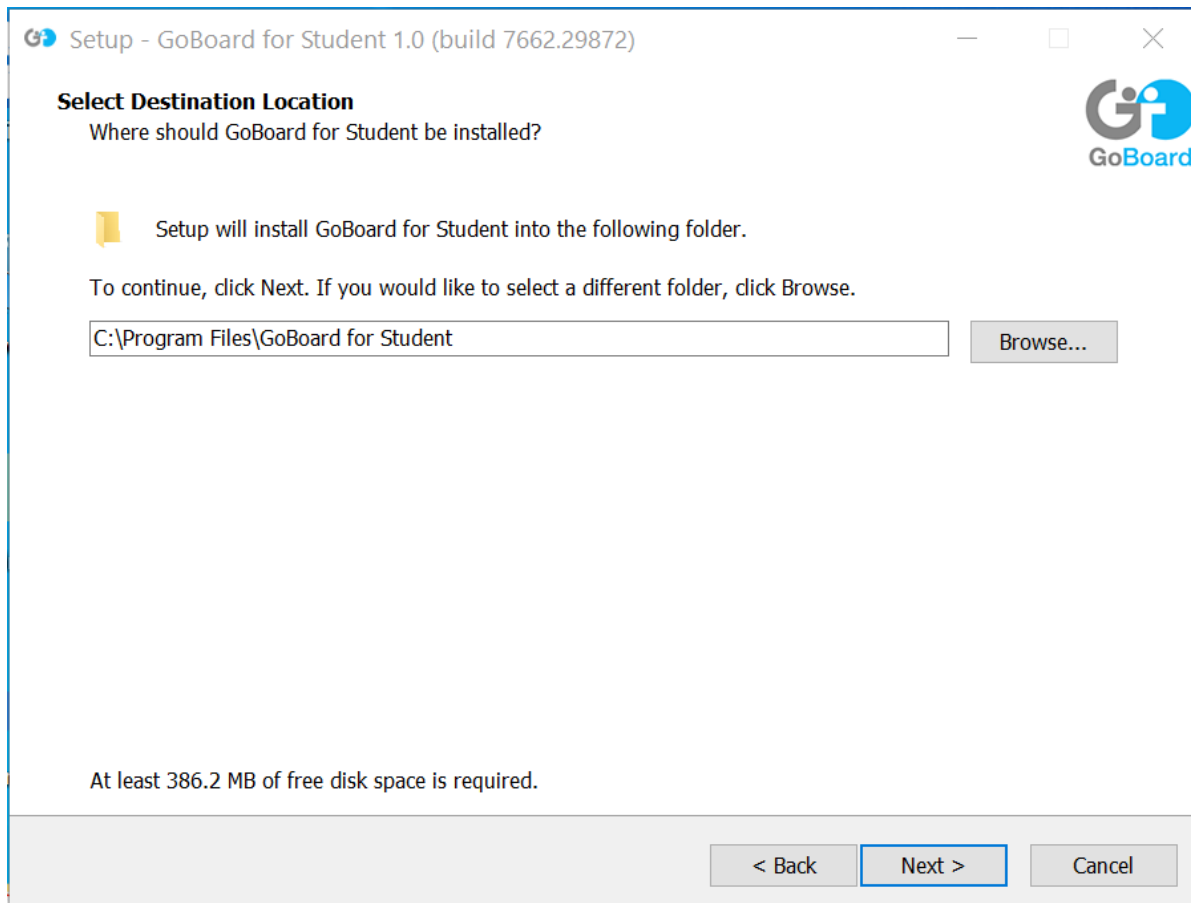 Setup - GoBoard for Student 1.0 (build 7662.29872)
Select Destination Location
Where should GoBoard for Student be installed?
GoBoard
Setup will install GoBoard for Student into the following folder.
To continue, click Next. If you would like to select a different folder, click Browse.
C:\Program Files\GoBoard for Student
Browse...
At least 386.2 MB of free disk space is required.
< Back
Next >
Cancel